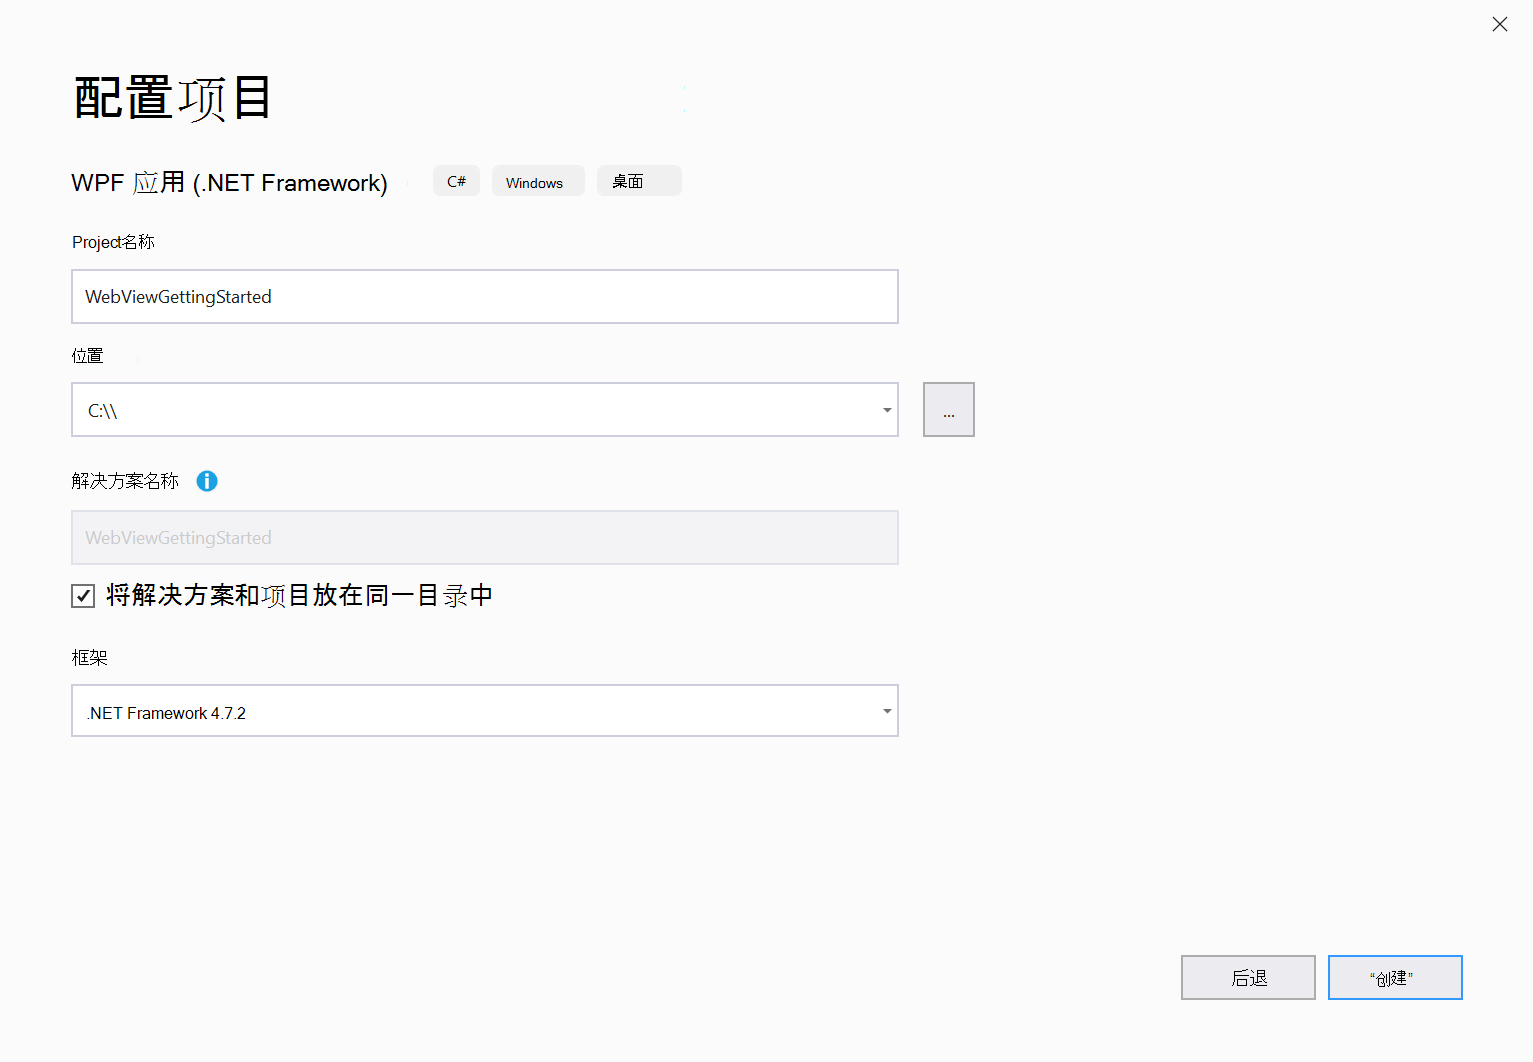 配置项目
WPF 应用 (.NET Framework) C# Windows 桌面
Project名称
WebViewGettingStarted
位置
C:\\
...
解决方案名称
WebViewGettingStarted
将解决方案和项目放在同一目录中
框架
.NET Framework 4.7.2
后退 “创建”